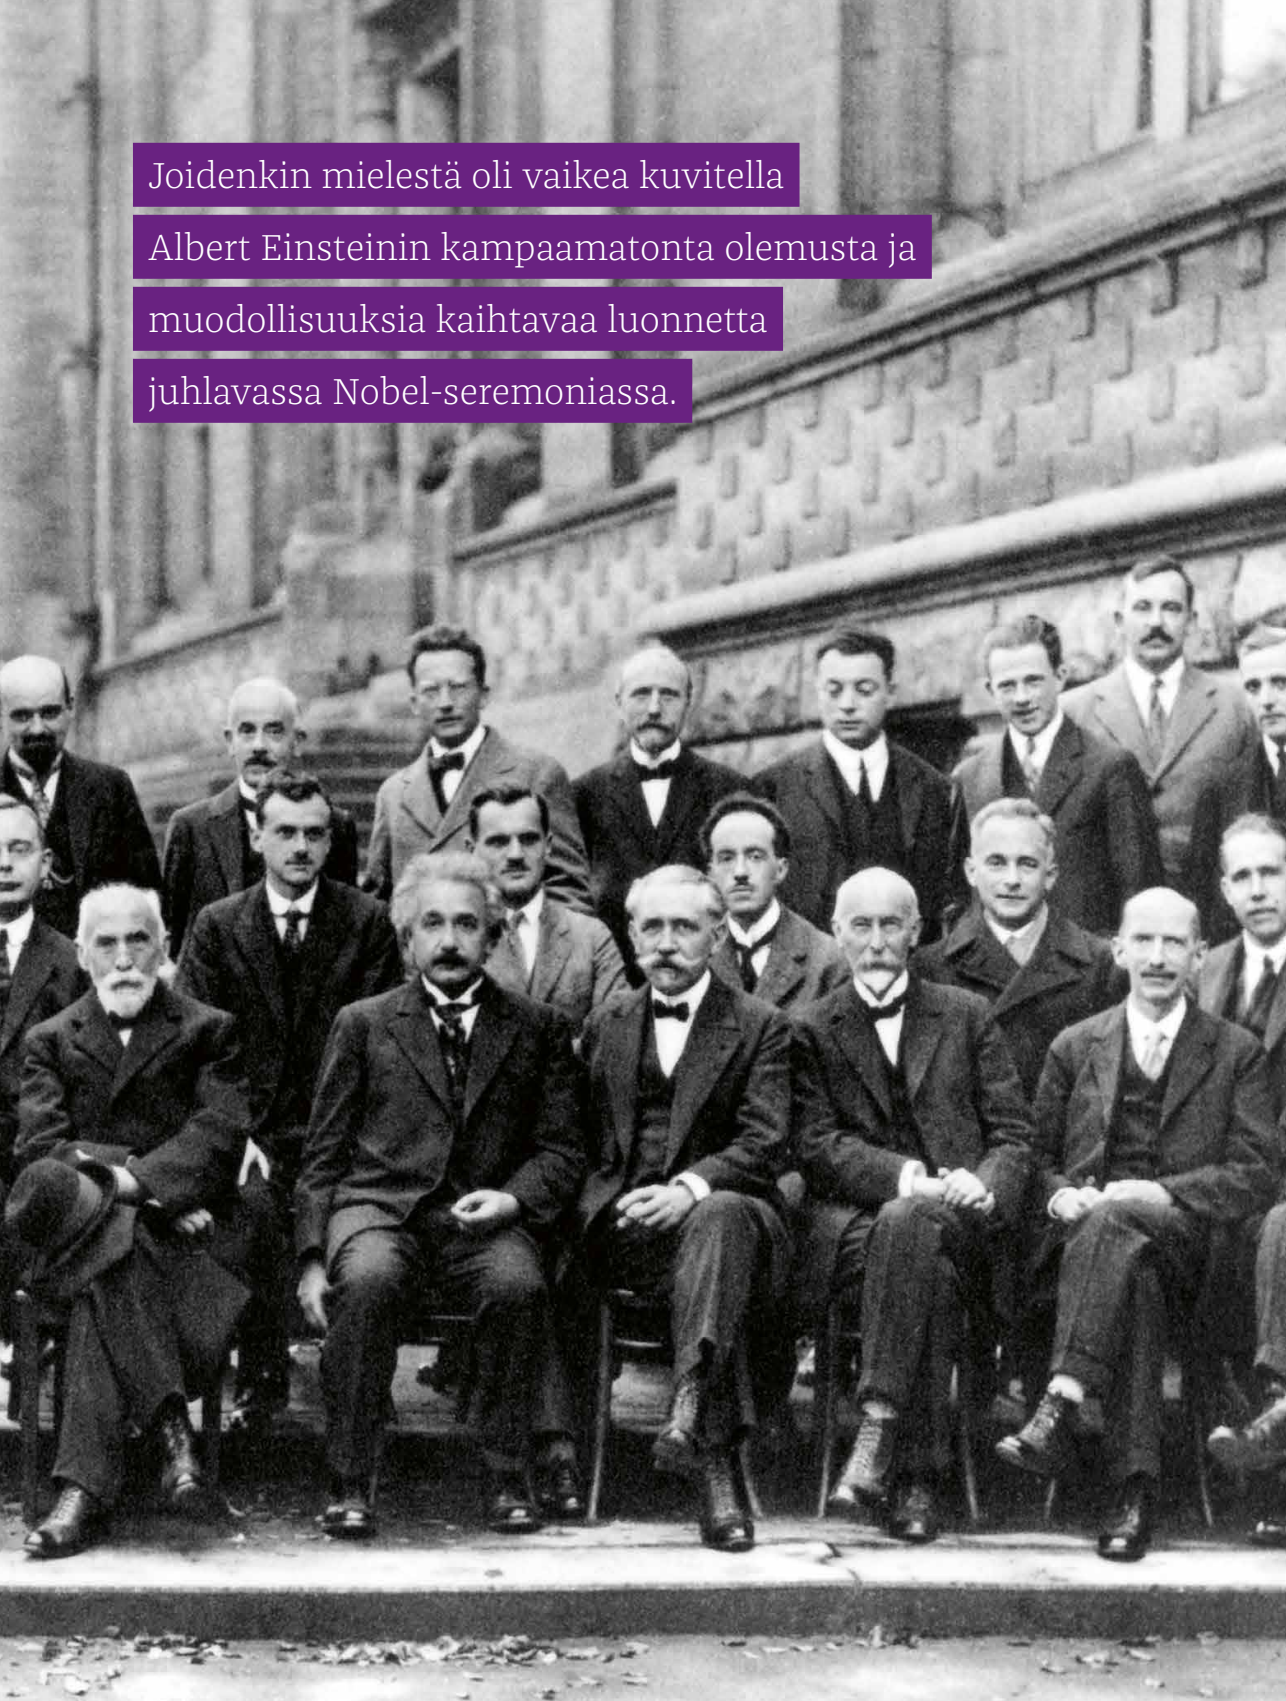 Joidenkin mielestä oli vaikea kuvitella
Albert Einsteinin kampaamatonta olemusta ja
muodollisuuksia kaihtavaa luonnetta
juhlavassa Nobel-seremoniassa.